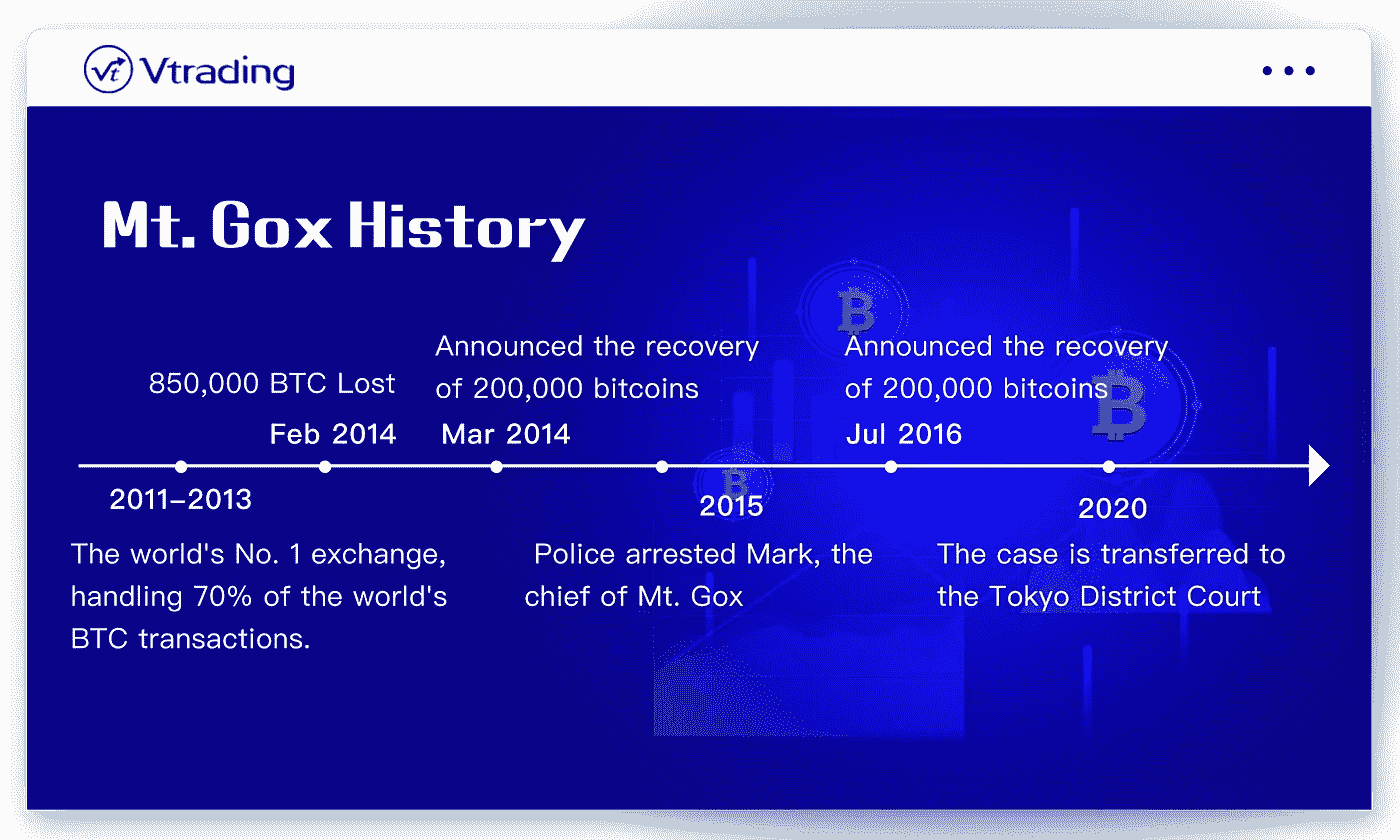 Vtrading
Mt. Gox History
850,000 BTC Lost
Feb 2014
Announced the recovery
of 200,000 bitcoins
Mar 2014
Announced the recovery
of 200,000 bitcoins
Jul 2016
2011–2013
The world's No. 1 exchange,
handling 70% of the world's
BTC transactions.
2015
Police arrested Mark, the
chief of Mt. Gox
2020
The case is transferred to
the Tokyo District Court